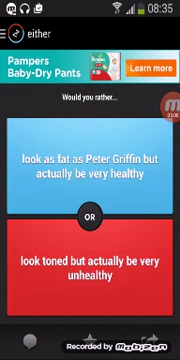 08:35
either
Pampers
Baby-Dry Pants
Learn more
Would you rather...
look as fat as Peter Griffin but
actually be very healthy
OR
look toned but actually be very
unhealthy
Recorded by Mobizen